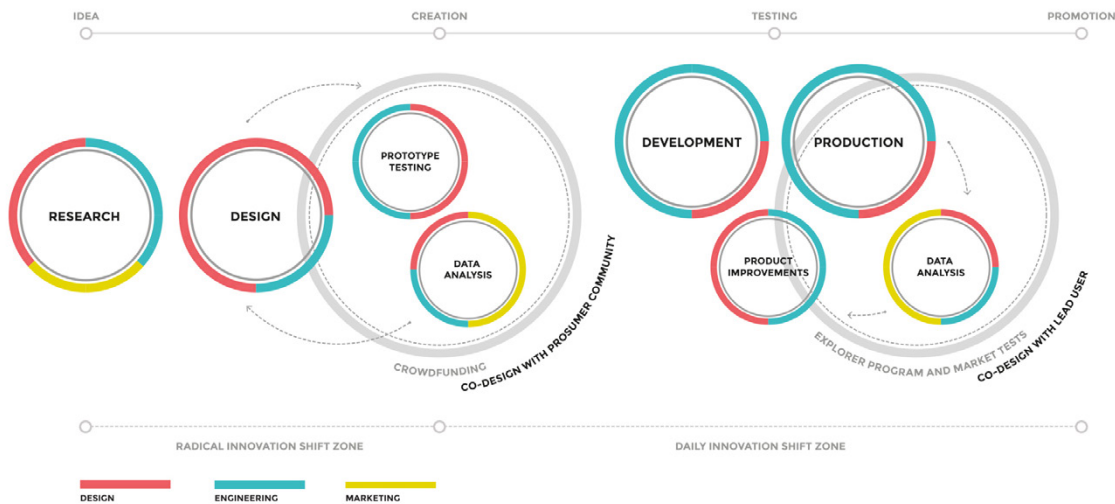 IDEA
CREATION
TESTING
PROMOTION
RESEARCH
DESIGN
PROTOTYPE
TESTING
DATA
ANALYSIS
CROWDFUNDING
CO-DESIGN WITH PROSUMER COMMUNITY
DEVELOPMENT
PRODUCTION
PRODUCT
IMPROVEMENTS
DATA
ANALYSIS
EXPLORER PROGRAM AND MARKET TESTS
CO-DESIGN WITH LEAD USER
RADICAL INNOVATION SHIFT ZONE
DAILY INNOVATION SHIFT ZONE
DESIGN
ENGINEERING
MARKETING